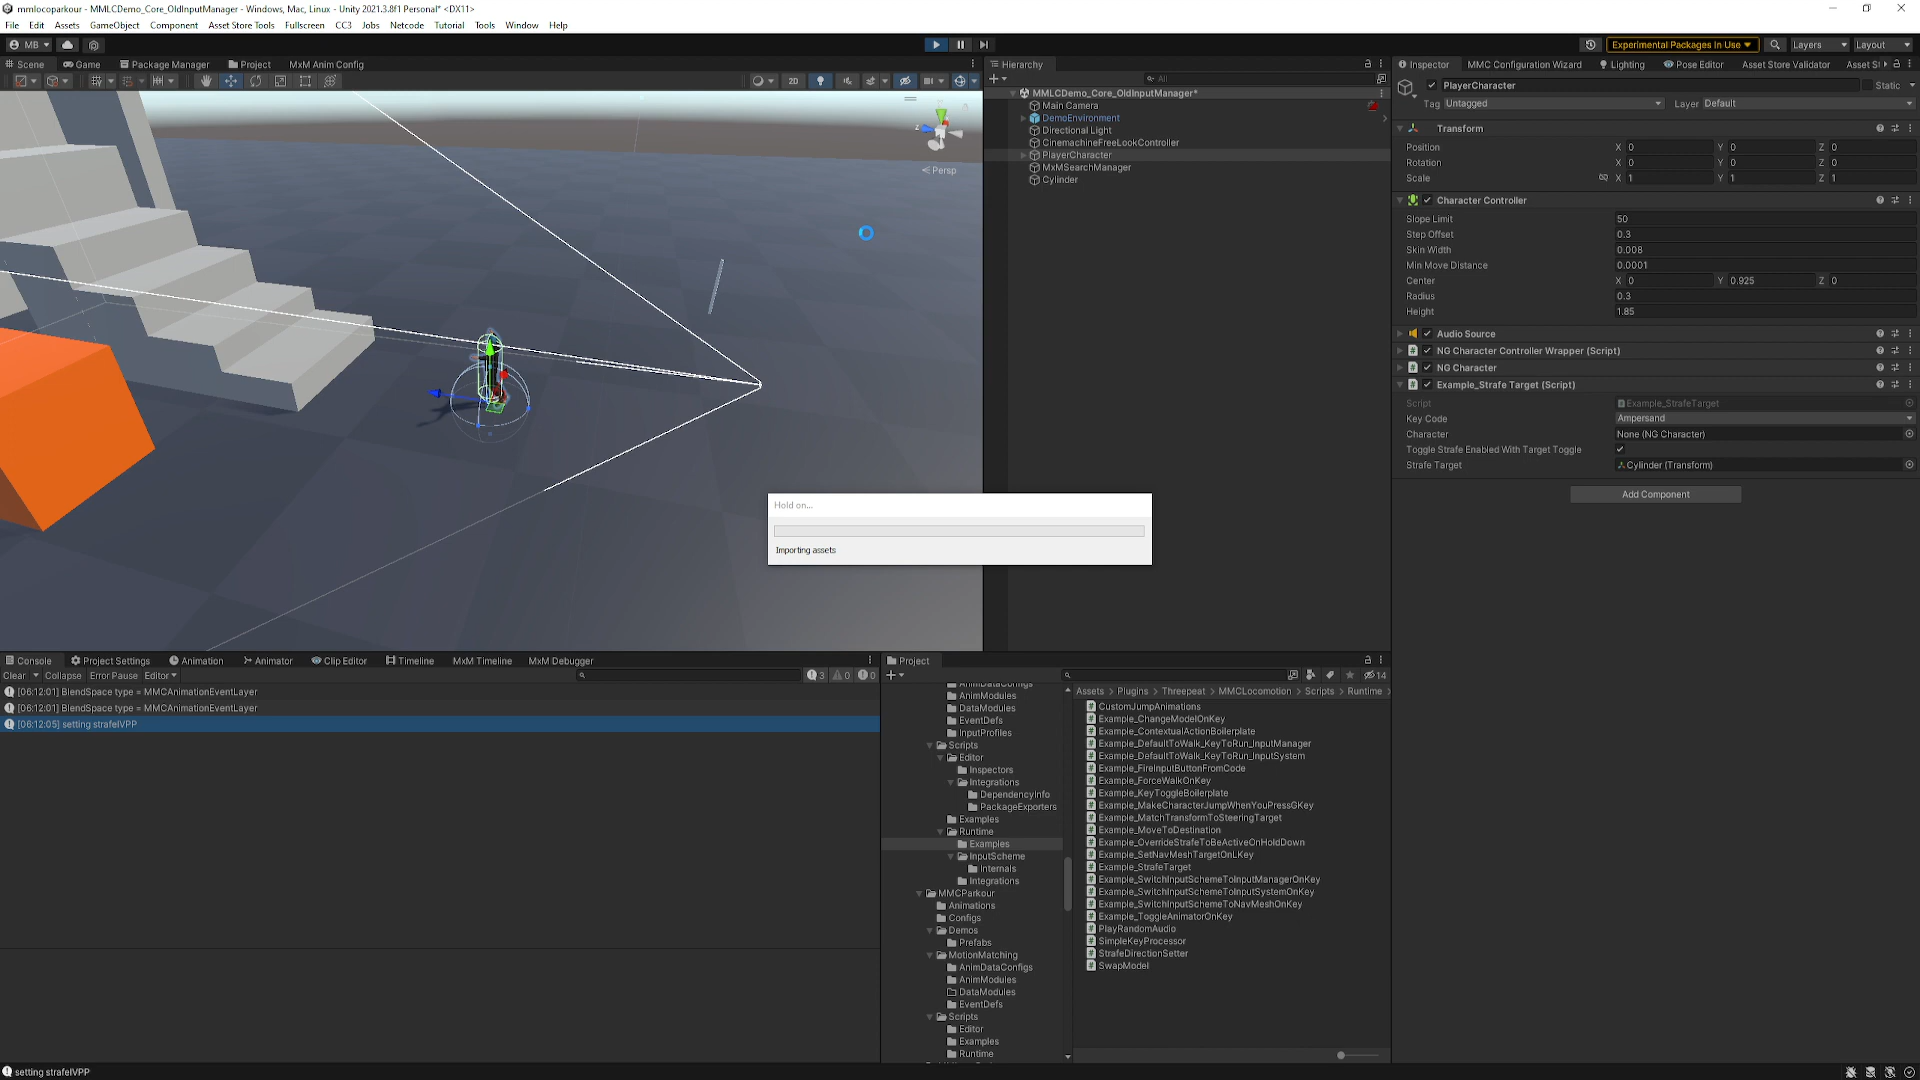 mmlocoparkour - MMLCDemo_Core_OldInputManager - Windows, Mac, Linux - Unity 2021.3.8f1 Personal* <DX11>
File Edit Assets GameObject Component Asset Store Tools Fullscreen CC3 Jobs Netcode Tutorial Tools Window Help
MB Experimental Packages In Use Layers Layout
Scene Game Package Manager Project MxM Anim Config
2D
Persp
Hierarchy
All
MMLCDemo_Core_OldInputManager*
Main Camera
DemoEnvironment
Directional Light
CinemachineFreeLookController
PlayerCharacter
MxMSearchManager
Cylinder
Inspector MMC Configuration Wizard Lighting Pose Editor Asset Store Validator Asset St
PlayerCharacter Static
Tag Untagged Layer Default
Transform
Position X 0 Y 0 Z 0
Rotation X 0 Y 0 Z 0
Scale X 1 Y 1 Z 1
Character Controller
Slope Limit 50
Step Offset 0.3
Skin Width 0.008
Min Move Distance 0.0001
Center X 0 Y 0.925 Z 0
Radius 0.3
Height 1.85
Audio Source
NG Character Controller Wrapper (Script)
NG Character
Example_Strafe Target (Script)
Script Example_StrafeTarget
Key Code Ampersand
Character None (NG Character)
Toggle Strafe Enabled With Target Toggle
Strafe Target Cylinder (Transform)
Add Component
Hold on...
Importing assets
Console Project Settings Animation Animator Clip Editor Timeline MxM Timeline MxM Debugger
Clear Collapse Error Pause Editor 3 0 0
[06:12:01] BlendSpace type = MMCAnimationEventLayer
[06:12:01] BlendSpace type = MMCAnimationEventLayer
[06:12:05] setting strafeIVPP
Project
14
AnimDataConfigs
AnimModules
DataModules
EventDefs
InputProfiles
Scripts
Editor
Inspectors
Integrations
DependencyInfo
PackageExporters
Examples
Runtime
Examples
InputScheme
Internals
Integrations
MMCParkour
Animations
Configs
Demos
Prefabs
MotionMatching
AnimDataConfigs
AnimModules
DataModules
EventDefs
Scripts
Editor
Examples
Runtime
Assets > Plugins > Threepeat > MMCLocomotion > Scripts > Runtime >
CustomJumpAnimations
Example_ChangeModelOnKey
Example_ContextualActionBoilerplate
Example_DefaultToWalk_KeyToRun_InputManager
Example_DefaultToWalk_KeyToRun_InputSystem
Example_FireInputButtonFromCode
Example_ForceWalkOnKey
Example_KeyToggleBoilerplate
Example_MakeCharacterJumpWhenYouPressGKey
Example_MatchTransformToSteeringTarget
Example_MoveToDestination
Example_OverrideStrafeToBeActiveOnHoldDown
Example_SetNavMeshTargetOnLKey
Example_StrafeTarget
Example_SwitchInputSchemeToInputManagerOnKey
Example_SwitchInputSchemeToInputSystemOnKey
Example_SwitchInputSchemeToNavMeshOnKey
Example_ToggleAnimatorOnKey
PlayRandomAudio
SimpleKeyProcessor
StrafeDirectionSetter
SwapModel
setting strafeIVPP